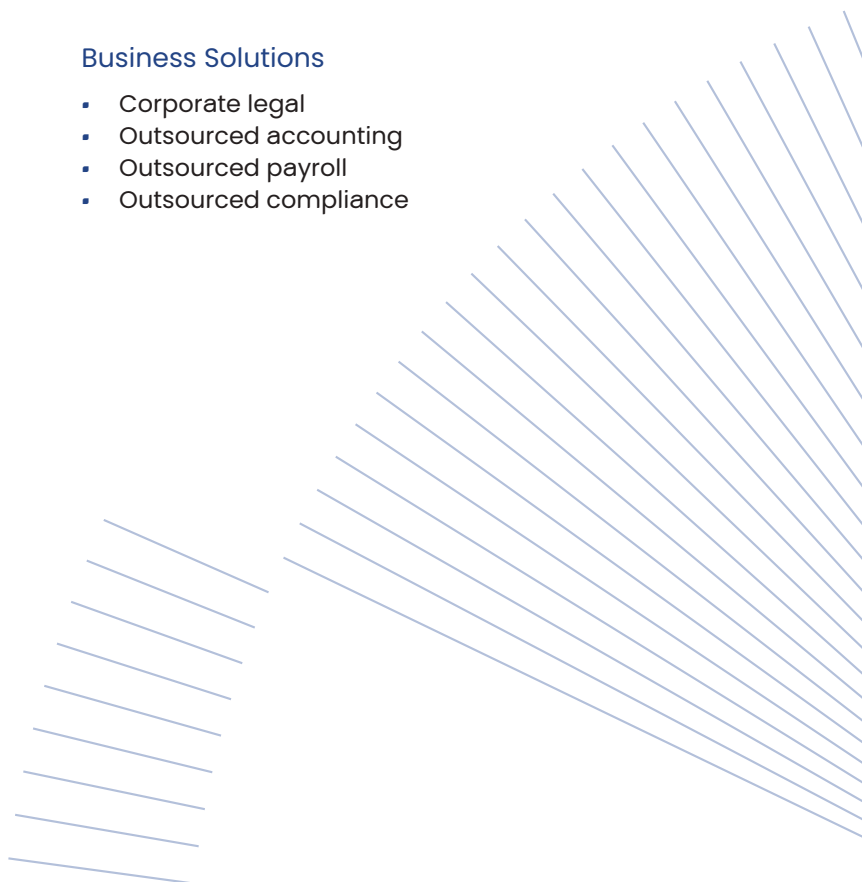 Business Solutions
▪ Corporate legal
▪ Outsourced accounting
▪ Outsourced payroll
▪ Outsourced compliance